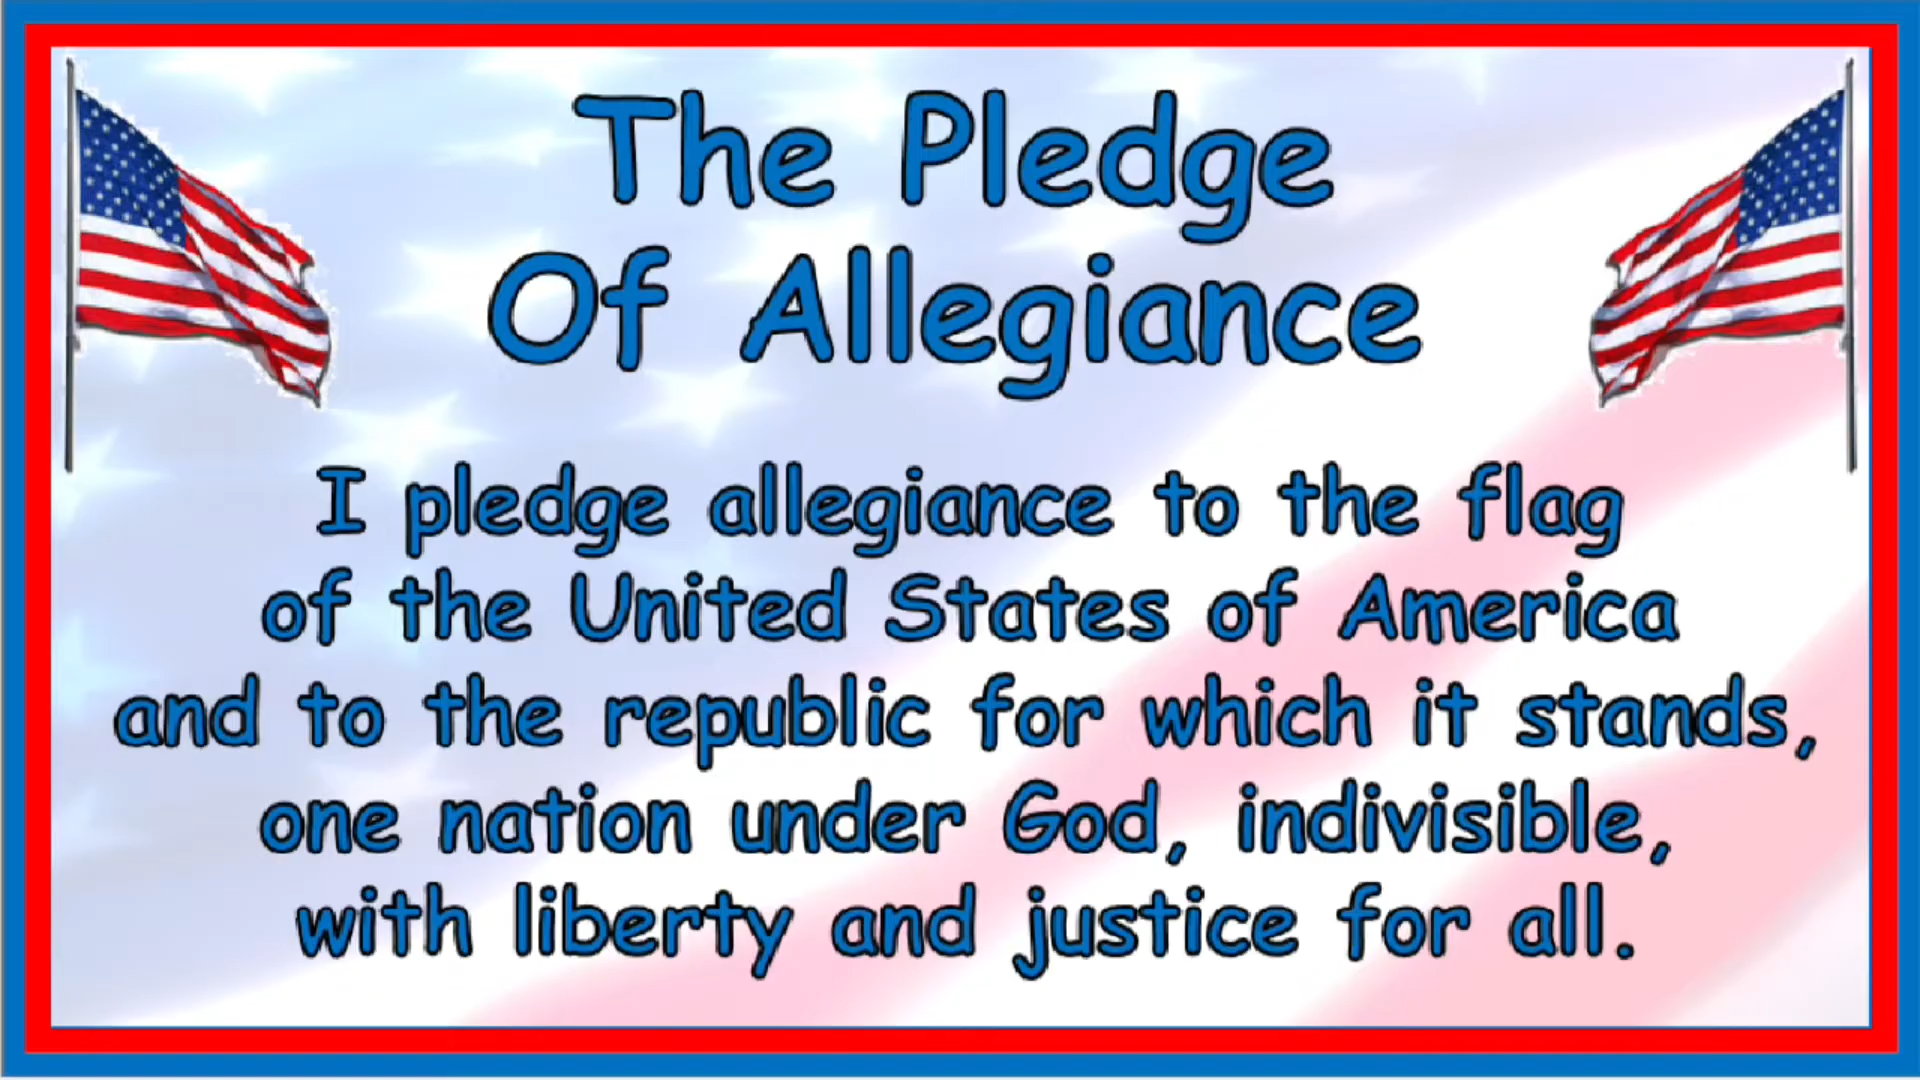 The Pledge
Of Allegiance
I pledge allegiance to the flag
of the United States of America
and to the republic for which it stands,
one nation under God, indivisible,
with liberty and justice for all.